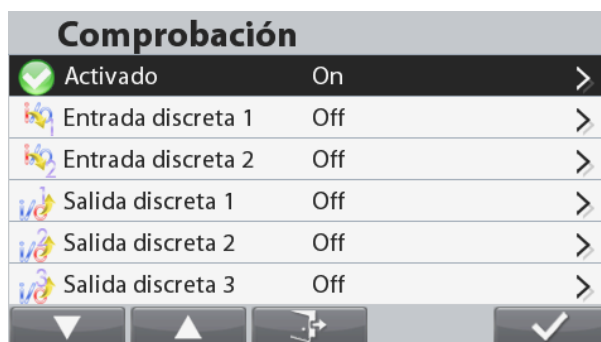 Comprobación
Activado On
Entrada discreta 1 Off
Entrada discreta 2 Off
Salida discreta 1 Off
Salida discreta 2 Off
Salida discreta 3 Off